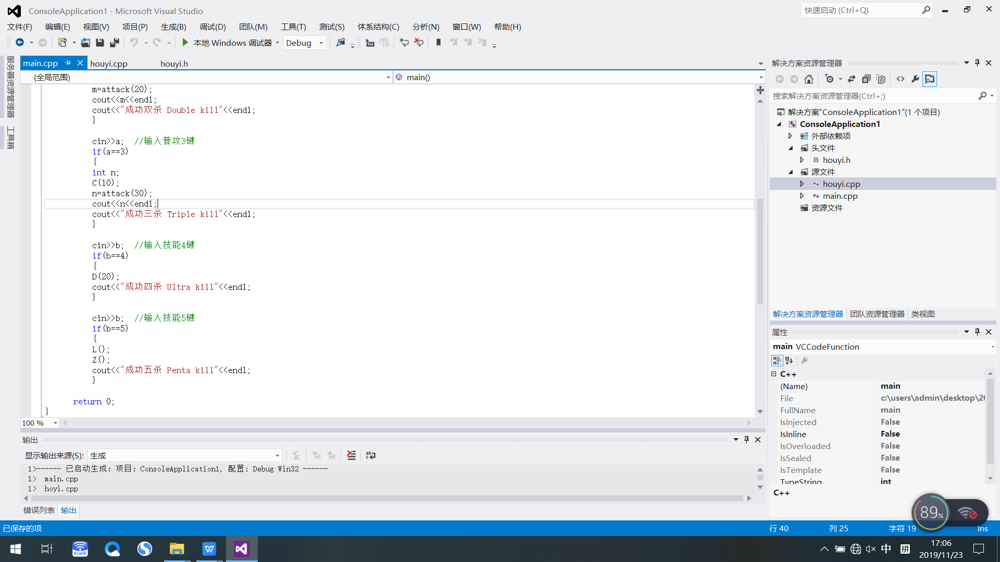 ConsoleApplication1 - Microsoft Visual Studio
快速启动 (Ctrl+Q)
文件(F) 编辑(E) 视图(V) 项目(P) 生成(B) 调试(D) 团队(M) 工具(T) 测试(S) 体系结构(C) 分析(N) 窗口(W) 帮助(H)
本地 Windows 调试器 Debug
服务器资源管理器
工具箱
main.cpp houyi.cpp houyi.h
(全局范围) main()
m=attack(20);
cout<<m<<endl;
cout<<"成功双杀 Double kill"<<endl;
}
cin>>a; //输入普攻3键
if(a==3)
{
int n;
C(10);
n=attack(30);
cout<<n<<endl;
cout<<"成功三杀 Triple kill"<<endl;
}
cin>>b; //输入技能4键
if(b==4)
{
D(20);
cout<<"成功四杀 Ultra kill"<<endl;
}
cin>>b; //输入技能5键
if(b==5)
{
L();
Z();
cout<<"成功五杀 Penta kill"<<endl;
}
return 0;
}
100 %
输出
显示输出来源(S): 生成
1>------ 已启动生成: 项目: ConsoleApplication1, 配置: Debug Win32 ------
1> main.cpp
1> hoyi.cpp
错误列表 输出
解决方案资源管理器
搜索解决方案资源管理器(Ctrl+;)
解决方案"ConsoleApplication1"(1 个项目)
ConsoleApplication1
外部依赖项
头文件
houyi.h
源文件
houyi.cpp
main.cpp
资源文件
解决方案资源管理器 团队资源管理器 类视图
属性
main VCCodeFunction
C++
(Name) main
File c:\users\admin\desktop\20
FullName main
IsInjected False
IsInline False
IsOverloaded False
IsSealed False
IsTemplate False
TypeString int
C++
89%
已保存的项 行 40 列 25 字符 19 Ins
91wifi
中 拼
17:06
2019/11/23